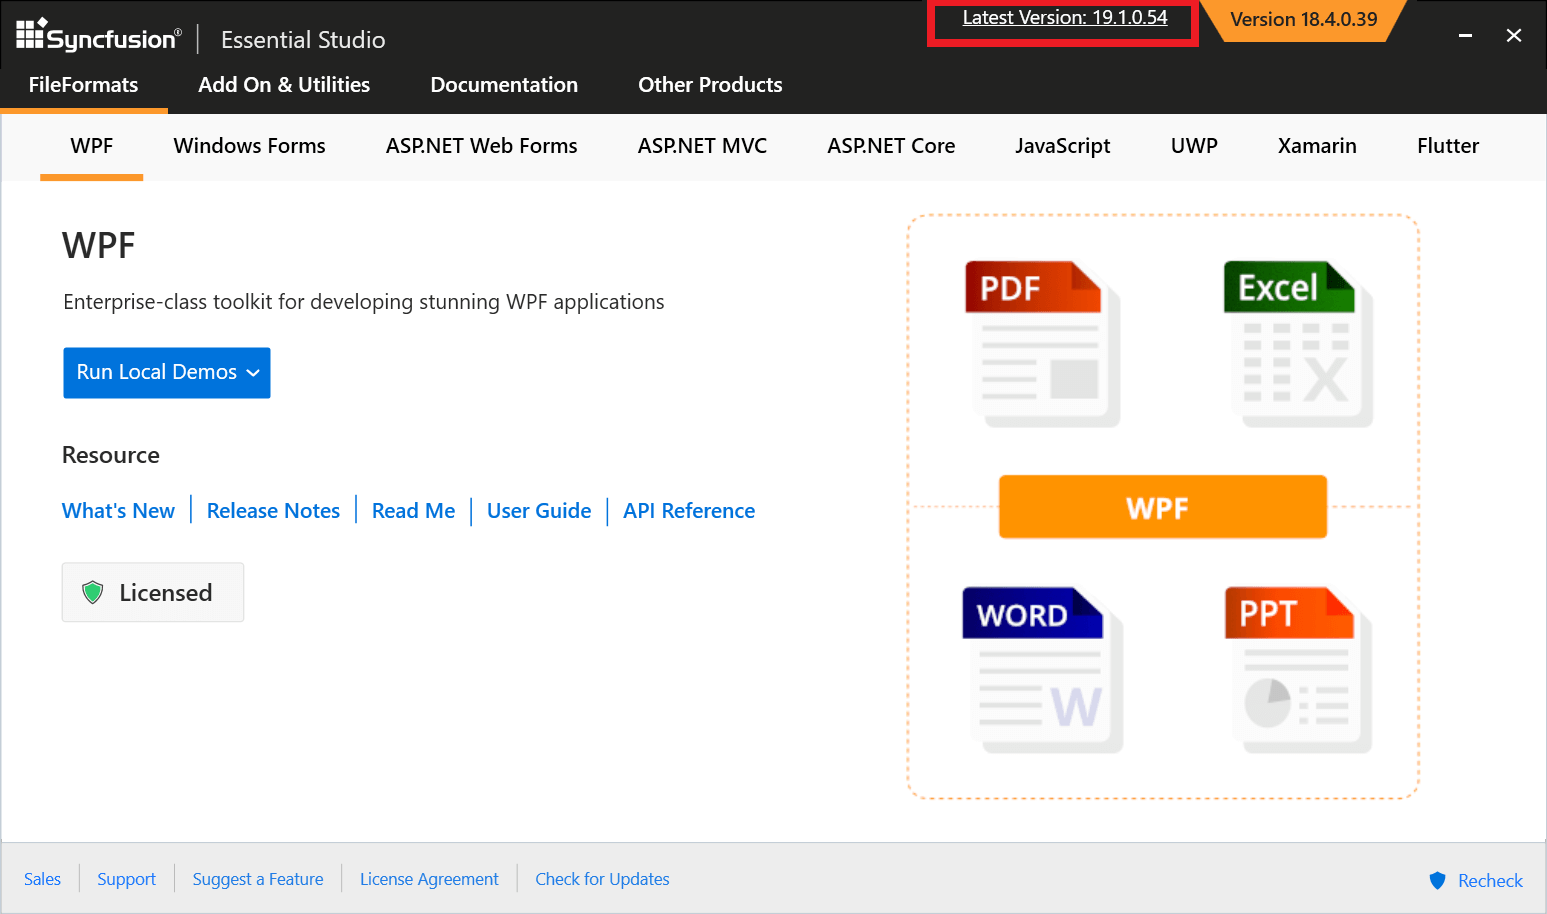 Latest Version: 19.1.0.54
Version 18.4.0.39
Syncfusion® Essential Studio
FileFormats Add On & Utilities Documentation Other Products
WPF Windows Forms ASP.NET Web Forms ASP.NET MVC ASP.NET Core JavaScript UWP Xamarin Flutter
WPF
Enterprise-class toolkit for developing stunning WPF applications
Run Local Demos
Resource
What's New Release Notes Read Me User Guide API Reference
Licensed
PDF
Excel
X
WPF
WORD
W
PPT
Sales Support Suggest a Feature License Agreement Check for Updates
Recheck